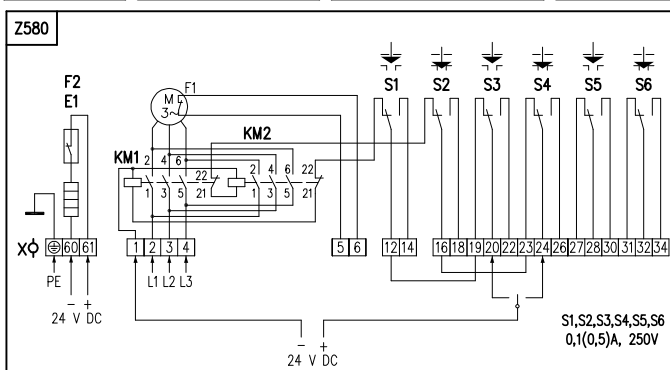 Z580
F2
E1
M
3~
F1
KM1
KM2
S1 S2 S3 S4 S5 S6
2 4 6
22
2 4 6
22
1 3 5
21
1 3 5
21
X 60 61 1 2 3 4 5 6 12 14 16 18 19 20 22 23 24 26 27 28 30 31 32 34
PE
L1 L2 L3
- +
24 V DC
- +
24 V DC
S1,S2,S3,S4,S5,S6
0,1(0,5)A, 250V